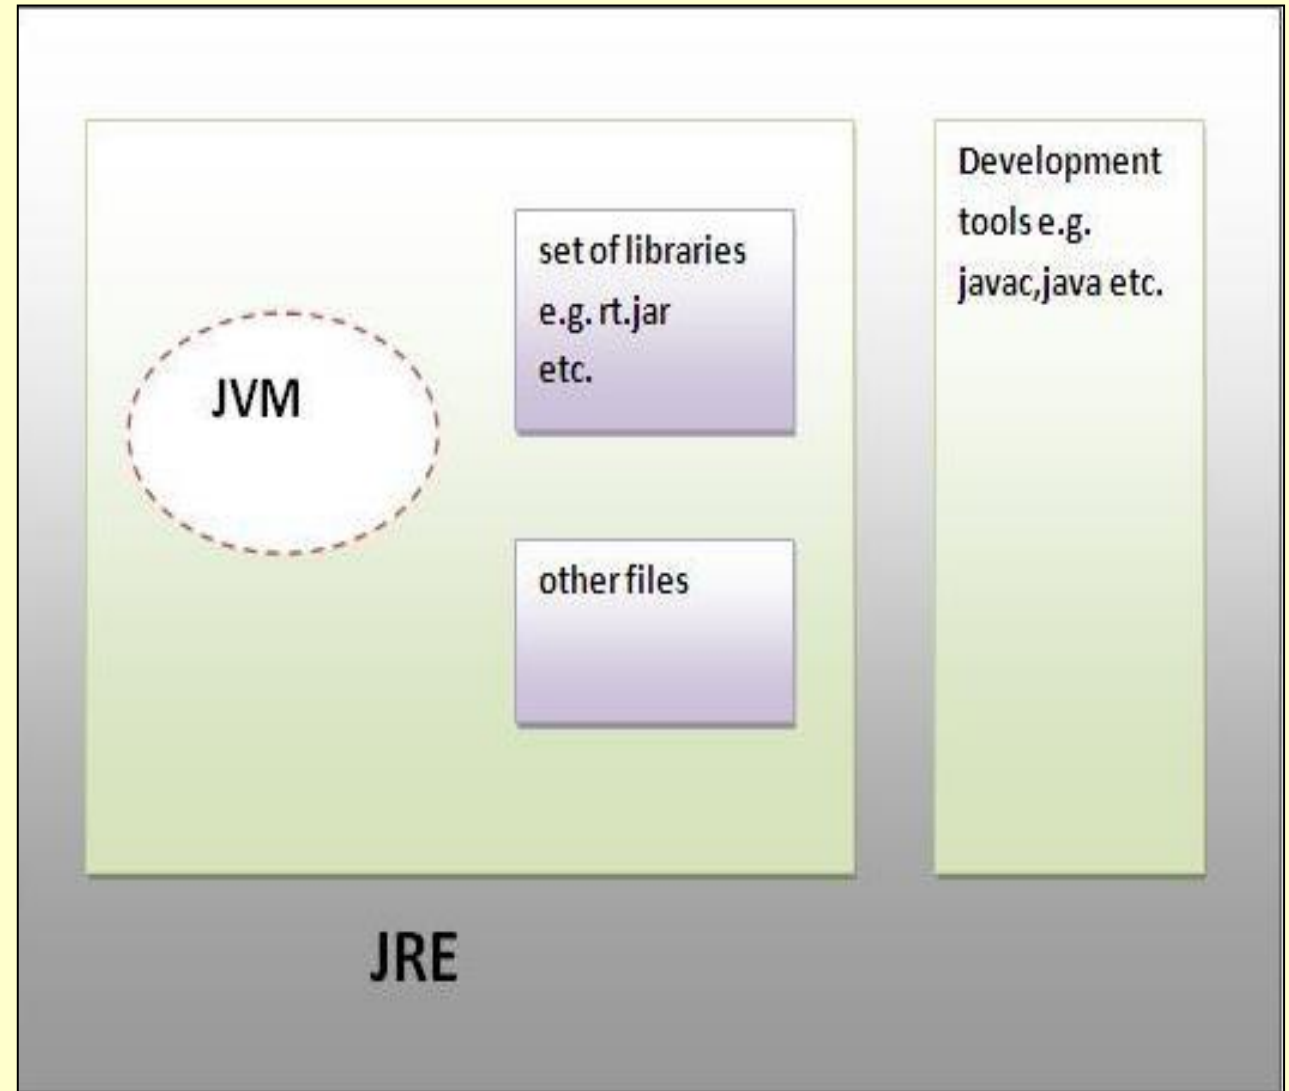 JVM
set of libraries
e.g. rt.jar
etc.
other files
Development
tools e.g.
javac,java etc.
JRE